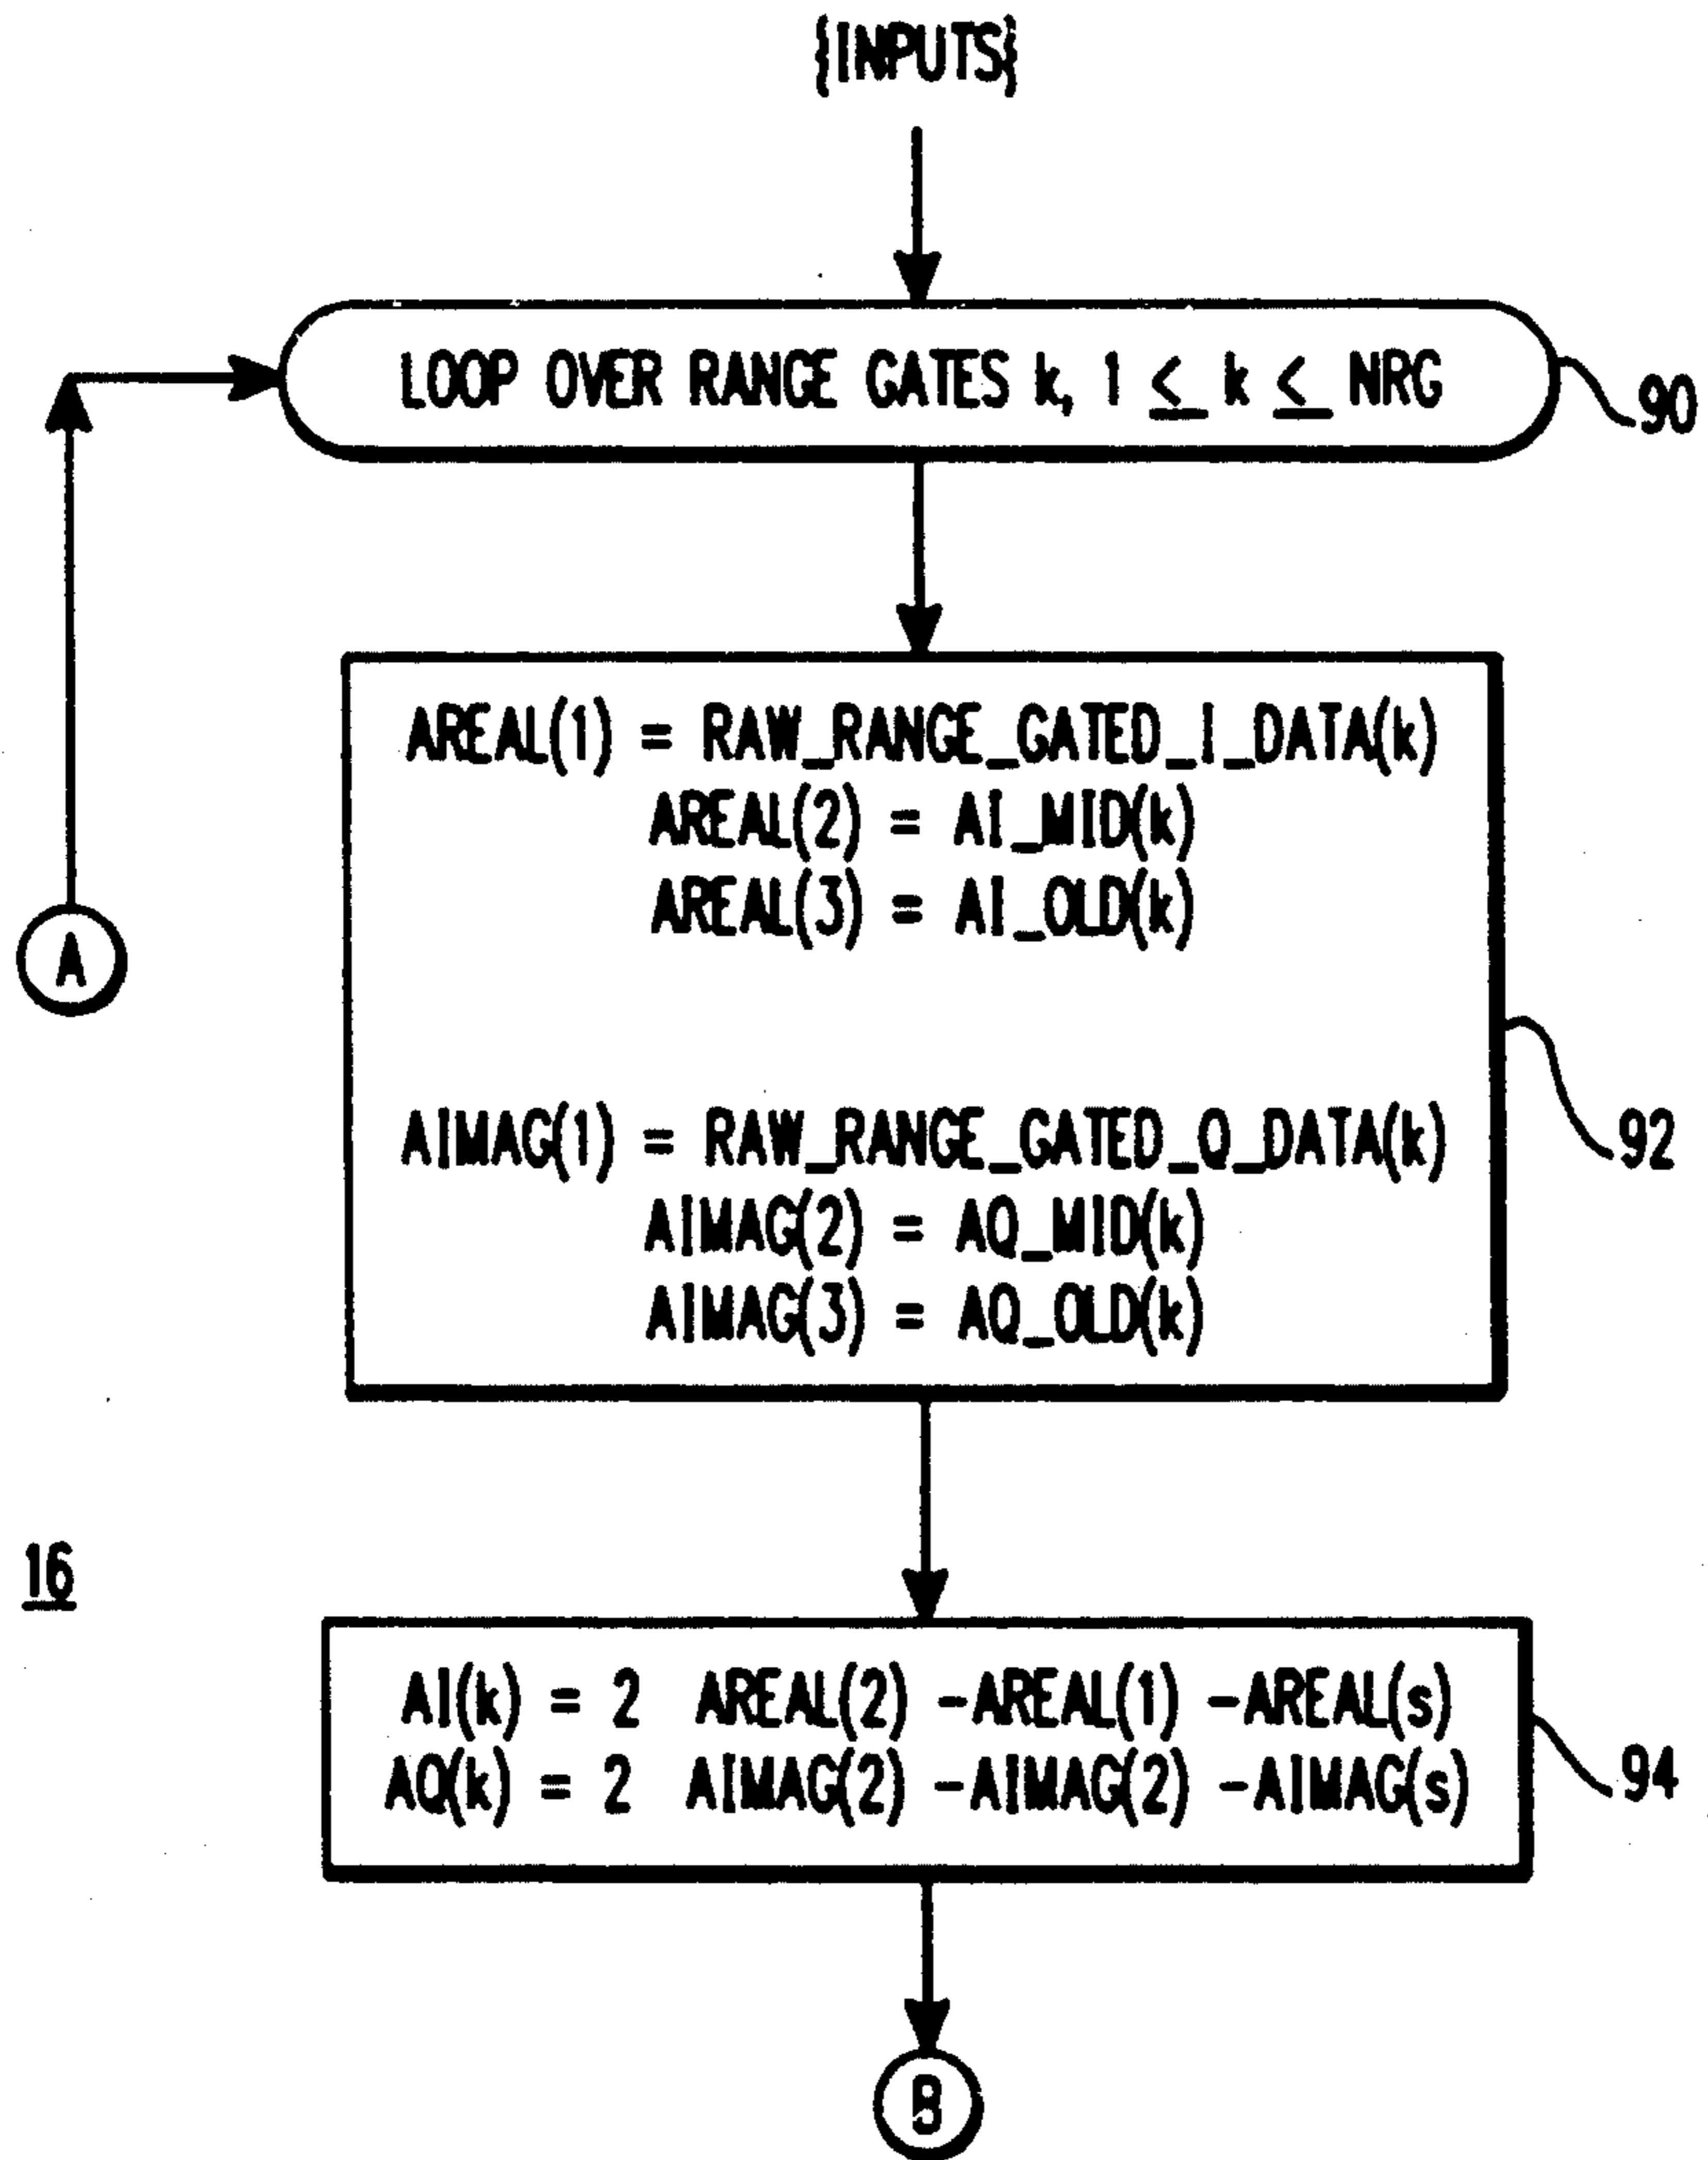 {INPUTS}
LOOP OVER RANGE GATES k, 1 ≤ k ≤ NRG
90
AREAL(1) = RAW_RANGE_GATED_I_DATA(k)
AREAL(2) = AI_MID(k)
AREAL(3) = AI_OLD(k)
A
AIMAG(1) = RAW_RANGE_GATED_Q_DATA(k)
AIMAG(2) = AQ_MID(k)
AIMAG(3) = AQ_OLD(k)
92
16
AI(k) = 2 AREAL(2) -AREAL(1) -AREAL(s)
AQ(k) = 2 AIMAG(2) -AIMAG(2) -AIMAG(s)
94
B